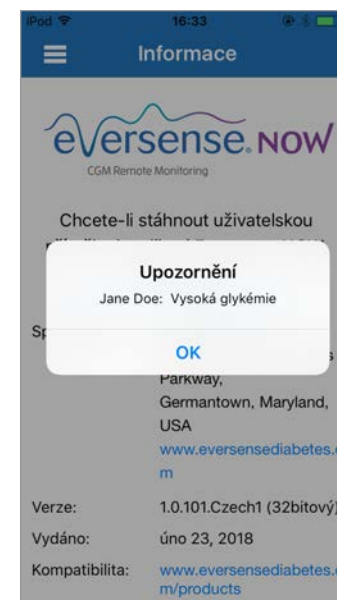 iPod 16:33
Informace
eversense. NOW
CGM Remote Monitoring
Chcete-li stáhnout uživatelskou
Upozornění
Jane Doe: Vysoká glykémie
OK
Parkway,
Germantown, Maryland,
USA
www.eversensediabetes.
m
Verze: 1.0.101.Czech1 (32bitový)
Vydáno: úno 23, 2018
Kompatibilita: www.eversensediabetes.
m/products